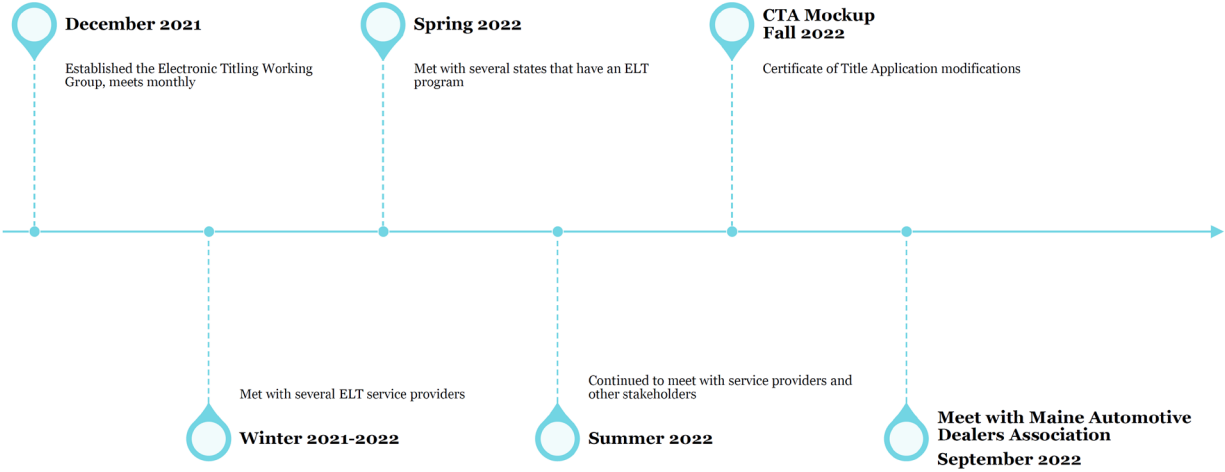 December 2021
Established the Electronic Titling Working
Group, meets monthly
Spring 2022
Met with several states that have an ELT
program
CTA Mockup
Fall 2022
Certificate of Title Application modifications
Met with several ELT service providers
Winter 2021-2022
Continued to meet with service providers and
other stakeholders
Summer 2022
Meet with Maine Automotive
Dealers Association
September 2022